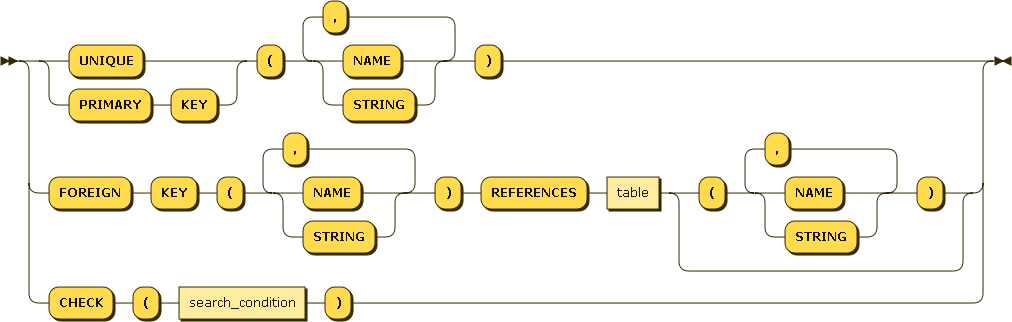 ,
UNIQUE ( NAME )
PRIMARY KEY STRING
,
,
FOREIGN KEY ( NAME ) REFERENCES table ( NAME )
STRING STRING
CHECK ( search_condition )